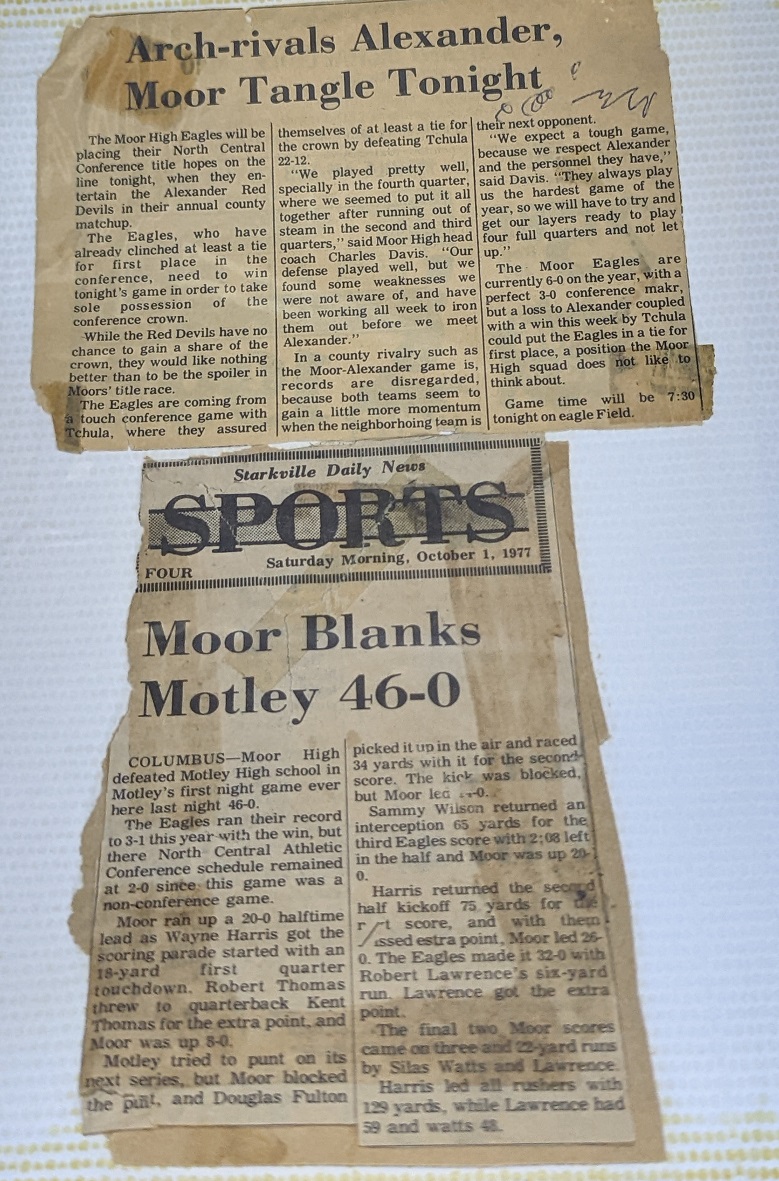 Arch-rivals Alexander,
Moor Tangle Tonight
The Moor High Eagles will be
placing their North Central
Conference title hopes on the
line tonight, when they en-
tertain the Alexander Red
Devils in their annual county
matchup.
The Eagles, who have
already clinched at least a tie
for first place in the
conference, need to win
tonight's game in order to take
sole possession of the
conference crown.
While the Red Devils have no
chance to gain a share of the
crown, they would like nothing
better than to be the spoiler in
Moors' title race.
The Eagles are coming from
a touch conference game with
Tchula, where they assured
themselves of at least a tie for
the crown by defeating Tchula
22-12.
"We played pretty well,
specially in the fourth quarter,
where we seemed to put it all
together after running out of
steam in the second and third
quarters," said Moor High head
coach Charles Davis. "Our
defense played well, but we
found some weaknesses we
were not aware of, and have
been working all week to iron
them out before we meet
Alexander."
In a county rivalry such as
the Moor-Alexander game is,
records are disregarded,
because both teams seem to
gain a little more momentum
when the neighborhoing team is
their next opponent.
"We expect a tough game,
because we respect Alexander
and the personnel they have,"
said Davis. "They always play
us the hardest game of the
year, so we will have to try and
get our layers ready to play
four full quarters and not let
up."
The Moor Eagles are
currently 6-0 on the year, with a
perfect 3-0 conference makr,
but a loss to Alexander coupled
with a win this week by Tchula
could put the Eagles in a tie for
first place, a position the Moor
High squad does not like to
think about.
Game time will be 7:30
tonight on eagle Field.
Starkville Daily News
SPORTS
FOUR Saturday Morning, October 1, 1977
Moor Blanks
Motley 46-0
COLUMBUS—Moor High
defeated Motley High school in
Motley's first night game ever
here last night 46-0.
The Eagles ran their record
to 3-1 this year with the win, but
there North Central Athletic
Conference schedule remained
at 2-0 since this game was a
non-conference game.
Moor ran up a 20-0 halftime
lead as Wayne Harris got the
scoring parade started with an
18-yard first quarter
touchdown. Robert Thomas
threw to quarterback Kent
Thomas for the extra point, and
Moor was up 8-0.
Motley tried to punt on its
next series, but Moor blocked
the punt, and Douglas Fulton
picked it up in the air and raced
34 yards with it for the second
score. The kick was blocked,
but Moor led
Sammy Wilson returned an
interception 65 yards for the
third Eagles score with 2:08 left
in the half and Moor was up 20-
0.
Harris returned the second
half kickoff 75 yards for the
score, and with them
issed estra point, Moor led 26-
0. The Eagles made it 32-0 with
Robert Lawrence's six-yard
run. Lawrence got the extra
point.
The final two Moor scores
came on three and 22-yard runs
by Silas Watts and Lawrence.
Harris led all rushers with
129 yards, while Lawrence had
59 and watts 48.